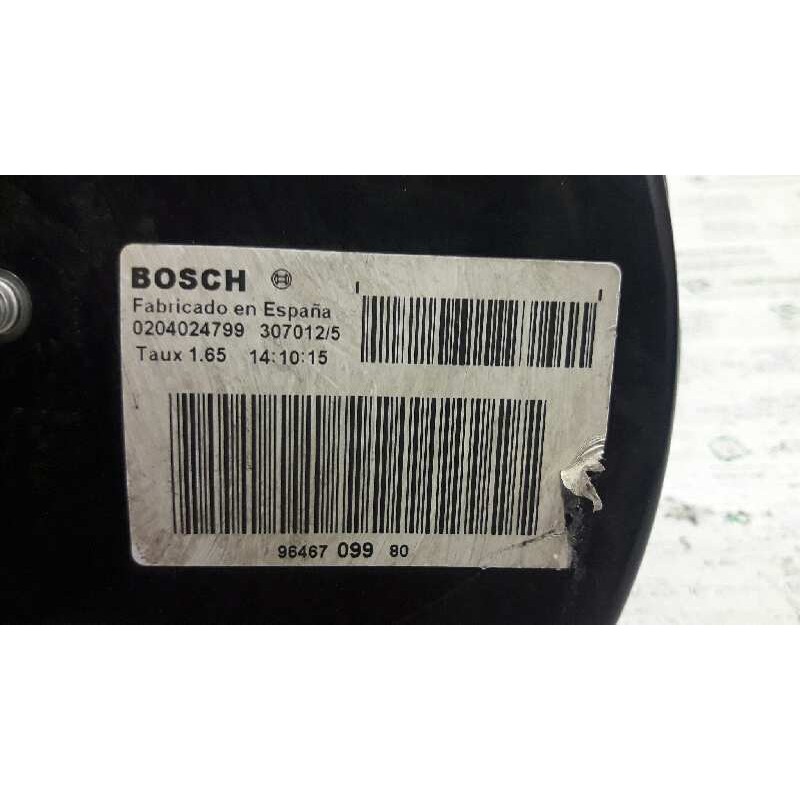 BOSCH
Fabricado en España
0204024799 307012/5
Taux 1.65 14:10:15
96467 099 80